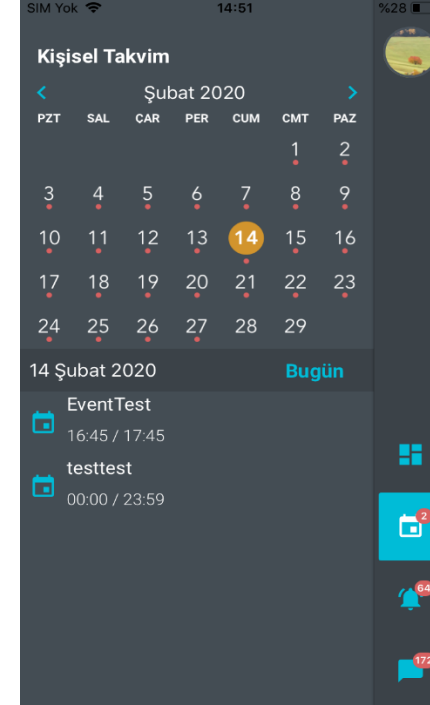 SIM Yok 14:51 %28
Kişisel Takvim
Şubat 2020
PZT SAL ÇAR PER CUM CMT PAZ
1 2
3 4 5 6 7 8 9
10 11 12 13 14 15 16
17 18 19 20 21 22 23
24 25 26 27 28 29
14 Şubat 2020 Bugün
EventTest
16:45 / 17:45
testtest
00:00 / 23:59
2
64
172